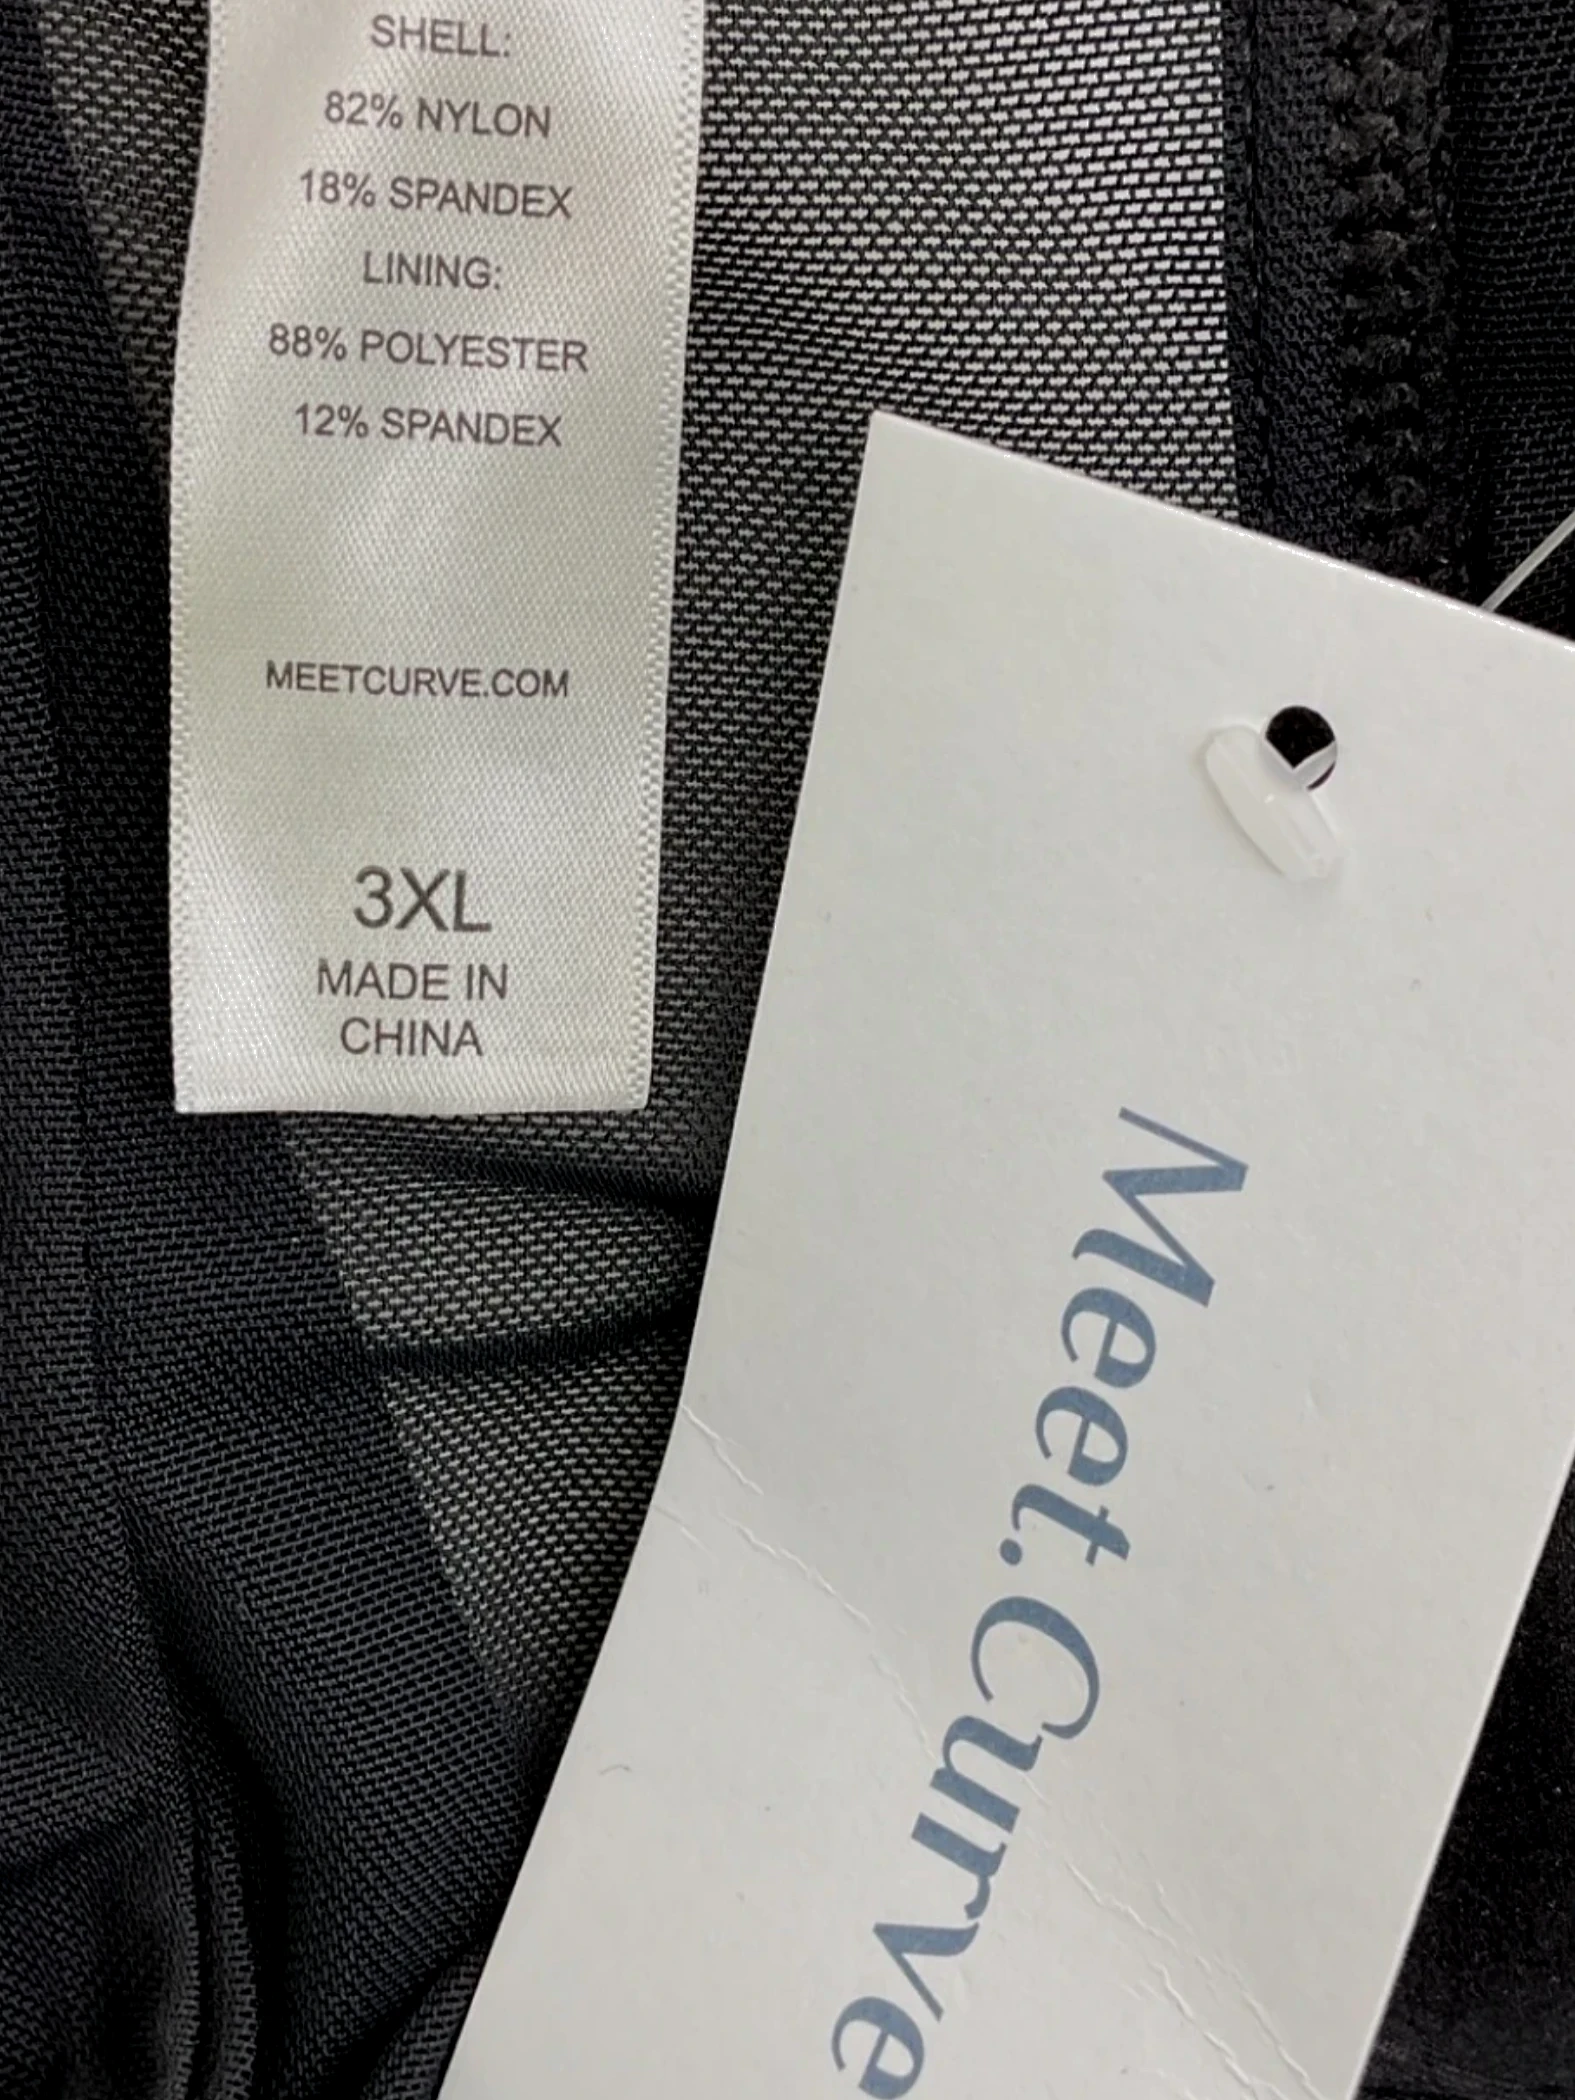 SHELL:
82% NYLON
18% SPANDEX
LINING:
88% POLYESTER
12% SPANDEX
MEETCURVE.COM
3XL
MADE IN
CHINA
Meet.Curve